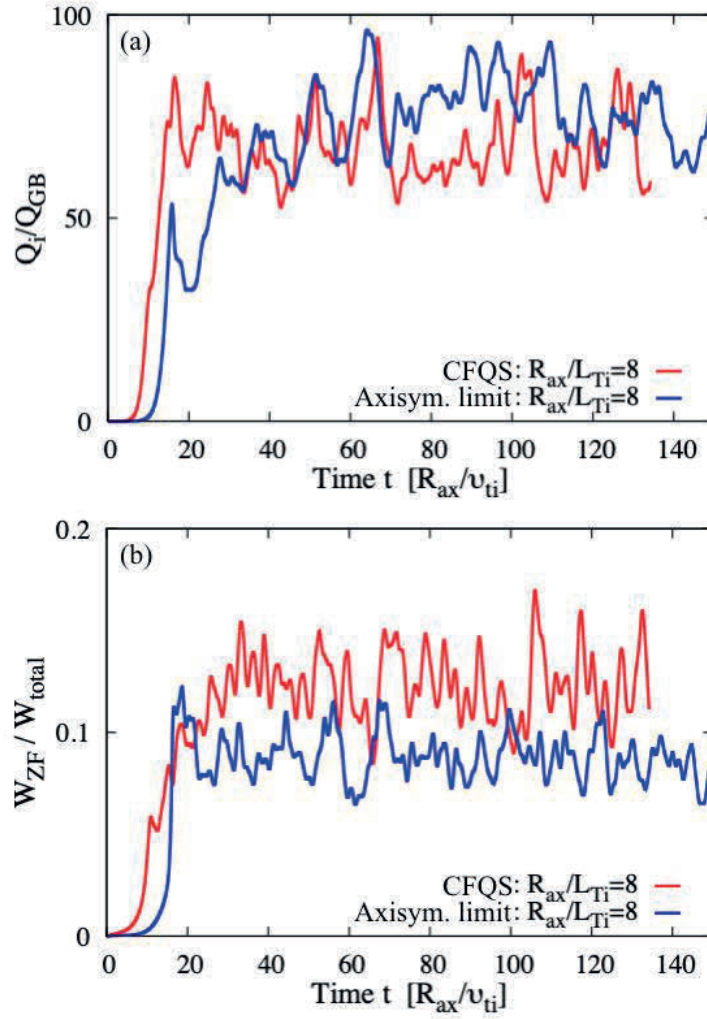 (a)
100
50
0
Q_i/Q_GB
CFQS: R_ax/L_Ti=8
Axisym. limit: R_ax/L_Ti=8
0 20 40 60 80 100 120 140
Time t [R_ax/υ_ti]
(b)
0.2
0.1
0
W_ZF / W_total
CFQS: R_ax/L_Ti=8
Axisym. limit: R_ax/L_Ti=8
0 20 40 60 80 100 120 140
Time t [R_ax/υ_ti]